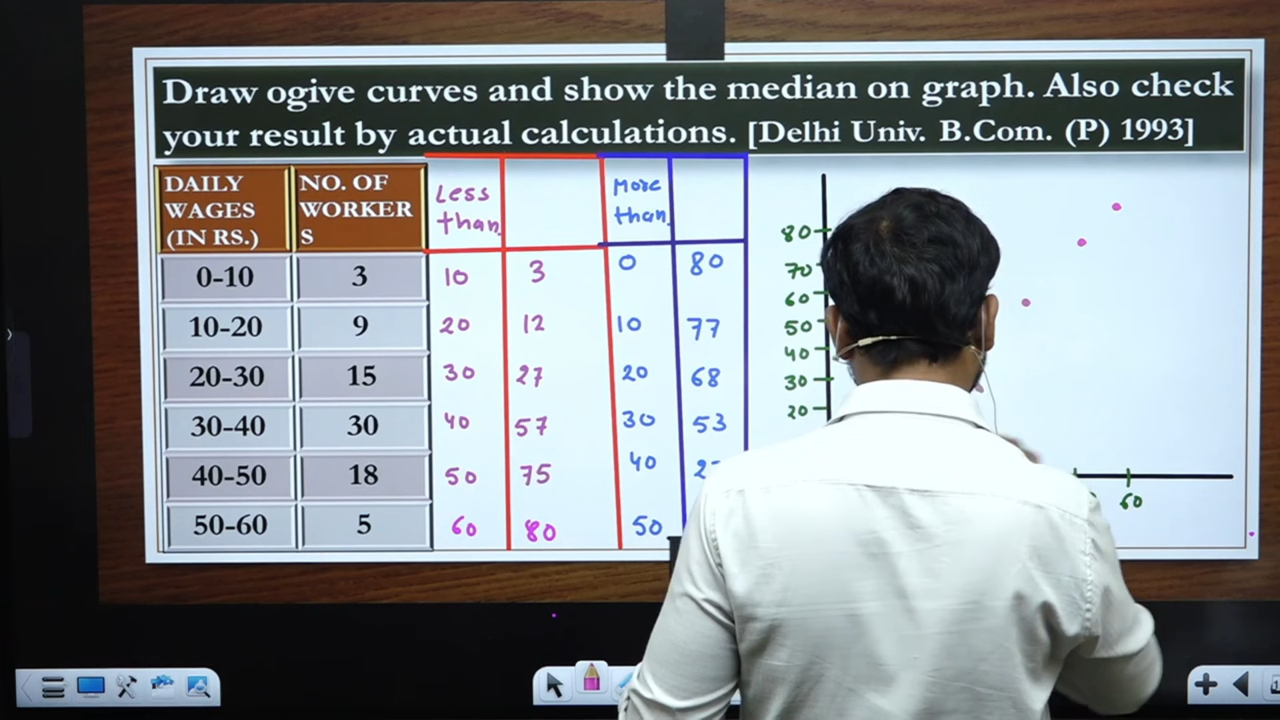 Draw ogive curves and show the median on graph. Also check
your result by actual calculations. [Delhi Univ. B.Com. (P) 1993]
DAILY WAGES (IN RS.) NO. OF WORKER S Less than More than
0-10 3 10 3 0 80
10-20 9 20 12 10 77
20-30 15 30 27 20 68
30-40 30 40 57 30 53
40-50 18 50 75 40
50-60 5 60 80 50
80
70
60
50
40
30
20
60